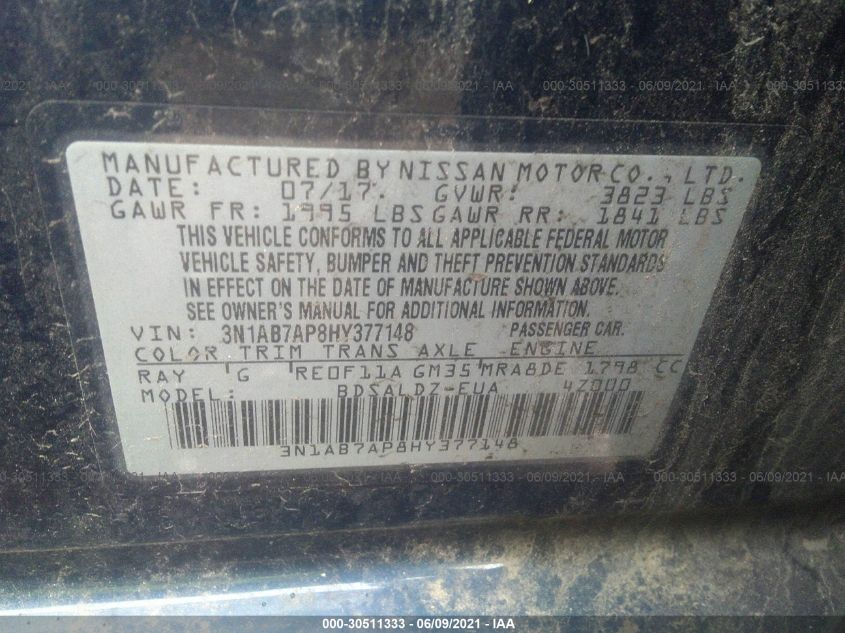 MANUFACTURED BY NISSAN MOTOR CO., LTD.
DATE: 07/17 GVWR: 3823 LBS
GAWR FR: 1995 LBS GAWR RR: 1841 LBS
THIS VEHICLE CONFORMS TO ALL APPLICABLE FEDERAL MOTOR
VEHICLE SAFETY, BUMPER AND THEFT PREVENTION STANDARDS
IN EFFECT ON THE DATE OF MANUFACTURE SHOWN ABOVE.
SEE OWNER'S MANUAL FOR ADDITIONAL INFORMATION.
VIN: 3N1AB7AP8HY377148 PASSENGER CAR.
COLOR TRIM TRANS AXLE ENGINE
RAY G RE0F11A GM35 MRA8DE 1798 CC
MODEL: BDSALDZ-EUA 4Z000
3N1AB7AP8HY377148
000-30511333 - 06/09/2021 - IAA